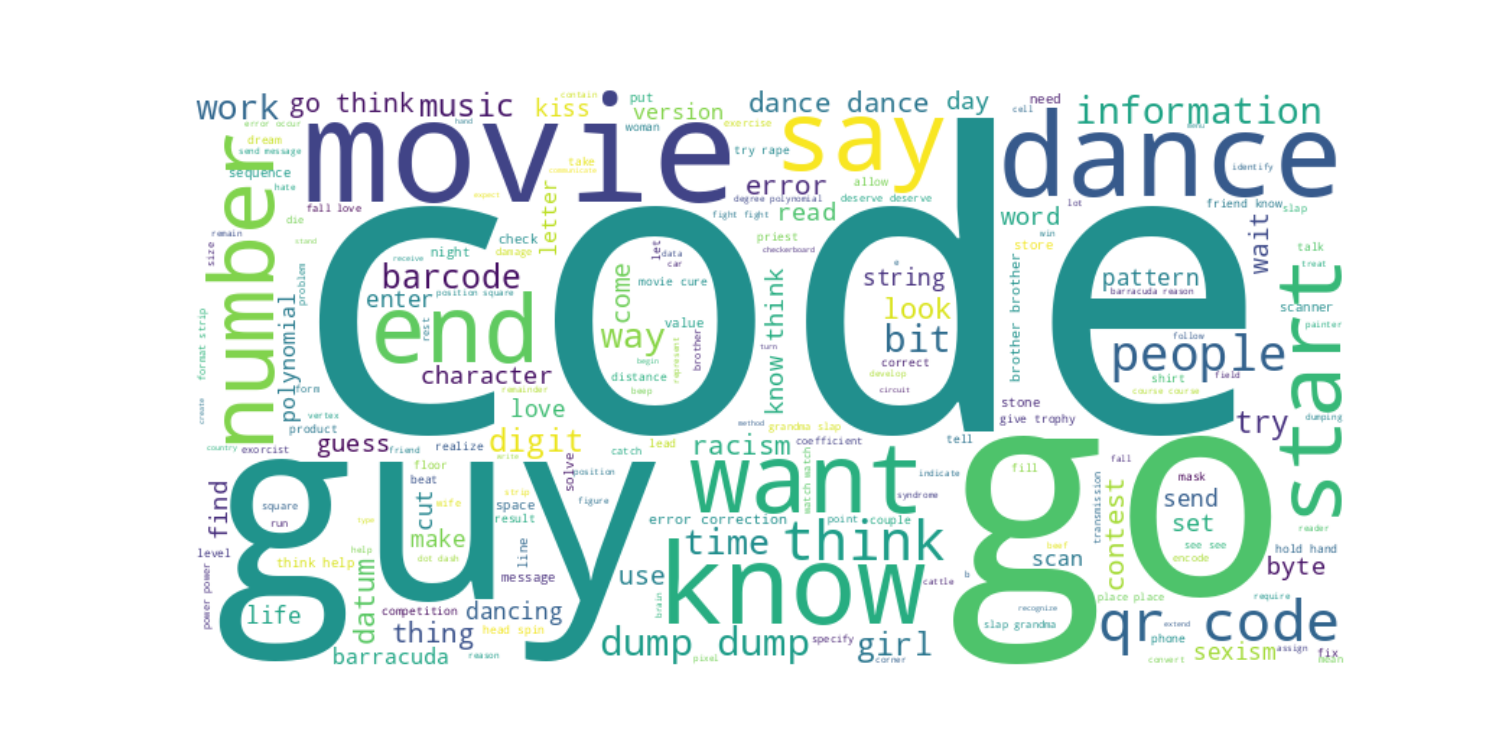 work
go think
music
contain
kiss
put
version
dance dance
day
need
information
error occur
hand
woman
exercise
cell
dream
movie
say
dance
send message
try rape
identify
take
communicate
sequence
hate
error
allow
expect
degree polynomial
deserve deserve
lot
friend know
slap
fall love
number
letter
fight fight
read
word
die
win
remain
stand
check
priest
store
wait
talk
size
night
damage
let
data
car
checkerboard
treat
receive
code
problem
barcode
come
movie cure
string
pattern
enter
position square
know think
look
barracuda reason
scanner
format strip
polynomial
end
rest
way
value
bit
brother brother
people
start
painter
follow
brother
turn
correct
begin
represent
character
distance
develop
shirt
field
form
remainder
beep
circuit
course course
create
love
stone
vertex
product
method
grandma slap
give trophy
try
dumping
guess
digit
racism
coefficient
tell
country
exorcist
friend
realize
write
catch
lead
guy
want
go
floor
solve
position
watch watch
indicate
fill
fall
find
beat
wife
strip
figure
syndrome
mask
square
cut
space
transmission
contest
send
run
result
error correction
point
couple
set
reader
level
type
help
make
line
time
think
beef
see see
hold hand
think help
dot dash
scan
encode
byte
power power
datum
message
use
know
cattle
b
brain
place place
require
life
competition
dancing
recognize
thing
head spin
dump dump
specify
girl
slap grandma
qr code
extend
phone
barracuda
reason
pixel
corner
convert
sexism
assign
fix
mean